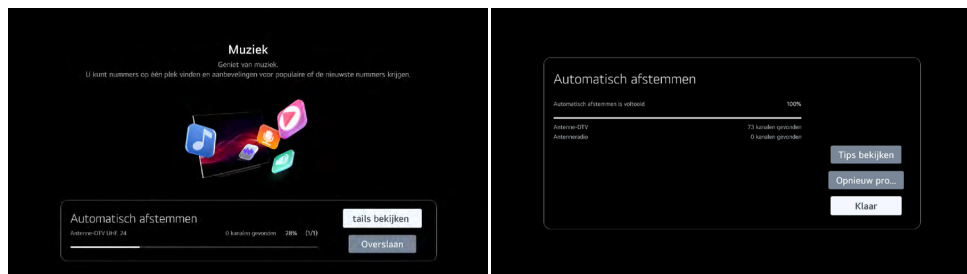 Muziek
Geniet van muziek.
U kunt nummers op één plek vinden en aanbevelingen voor populaire of de nieuwste nummers krijgen.
Automatisch afstemmen
Antenne-DTV UHF, 24 0 kanalen gevonden 28% (1/1)
tails bekijken
Overslaan
Automatisch afstemmen
Automatisch afstemmen is voltooid 100%
Antenne-DTV 73 kanalen gevonden
Antenneradio 0 kanalen gevonden
Tips bekijken
Opnieuw pro...
Klaar